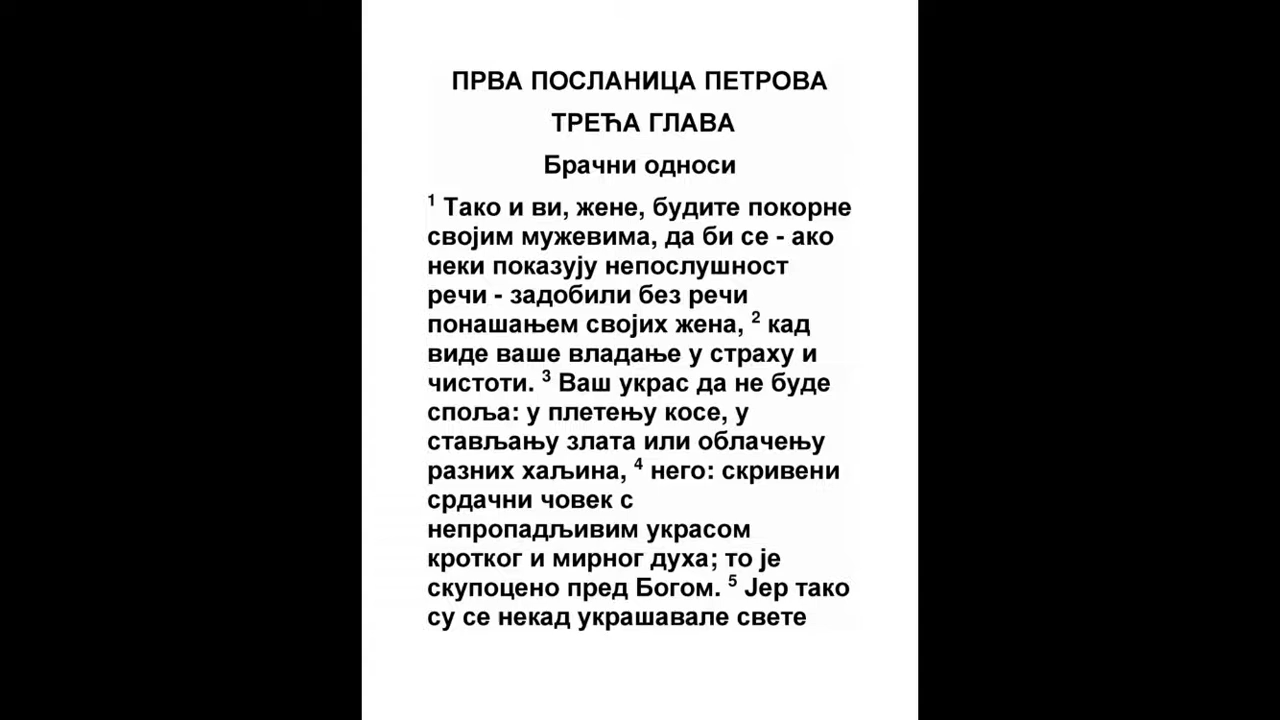 ПРВА ПОСЛАНИЦА ПЕТРОВА
ТРЕЋА ГЛАВА
Брачни односи
¹ Тако и ви, жене, будите покорне
својим мужевима, да би се - ако
неки показују непослушност
речи - задобили без речи
понашањем својих жена, ² кад
виде ваше владање у страху и
чистоти. ³ Ваш украс да не буде
споља: у плетењу косе, у
стављању злата или облачењу
разних хаљина, ⁴ него: скривени
срдачни човек с
непропадљивим украсом
кротког и мирног духа; то је
скупоцено пред Богом. ⁵ Јер тако
су се некад украшавале свете